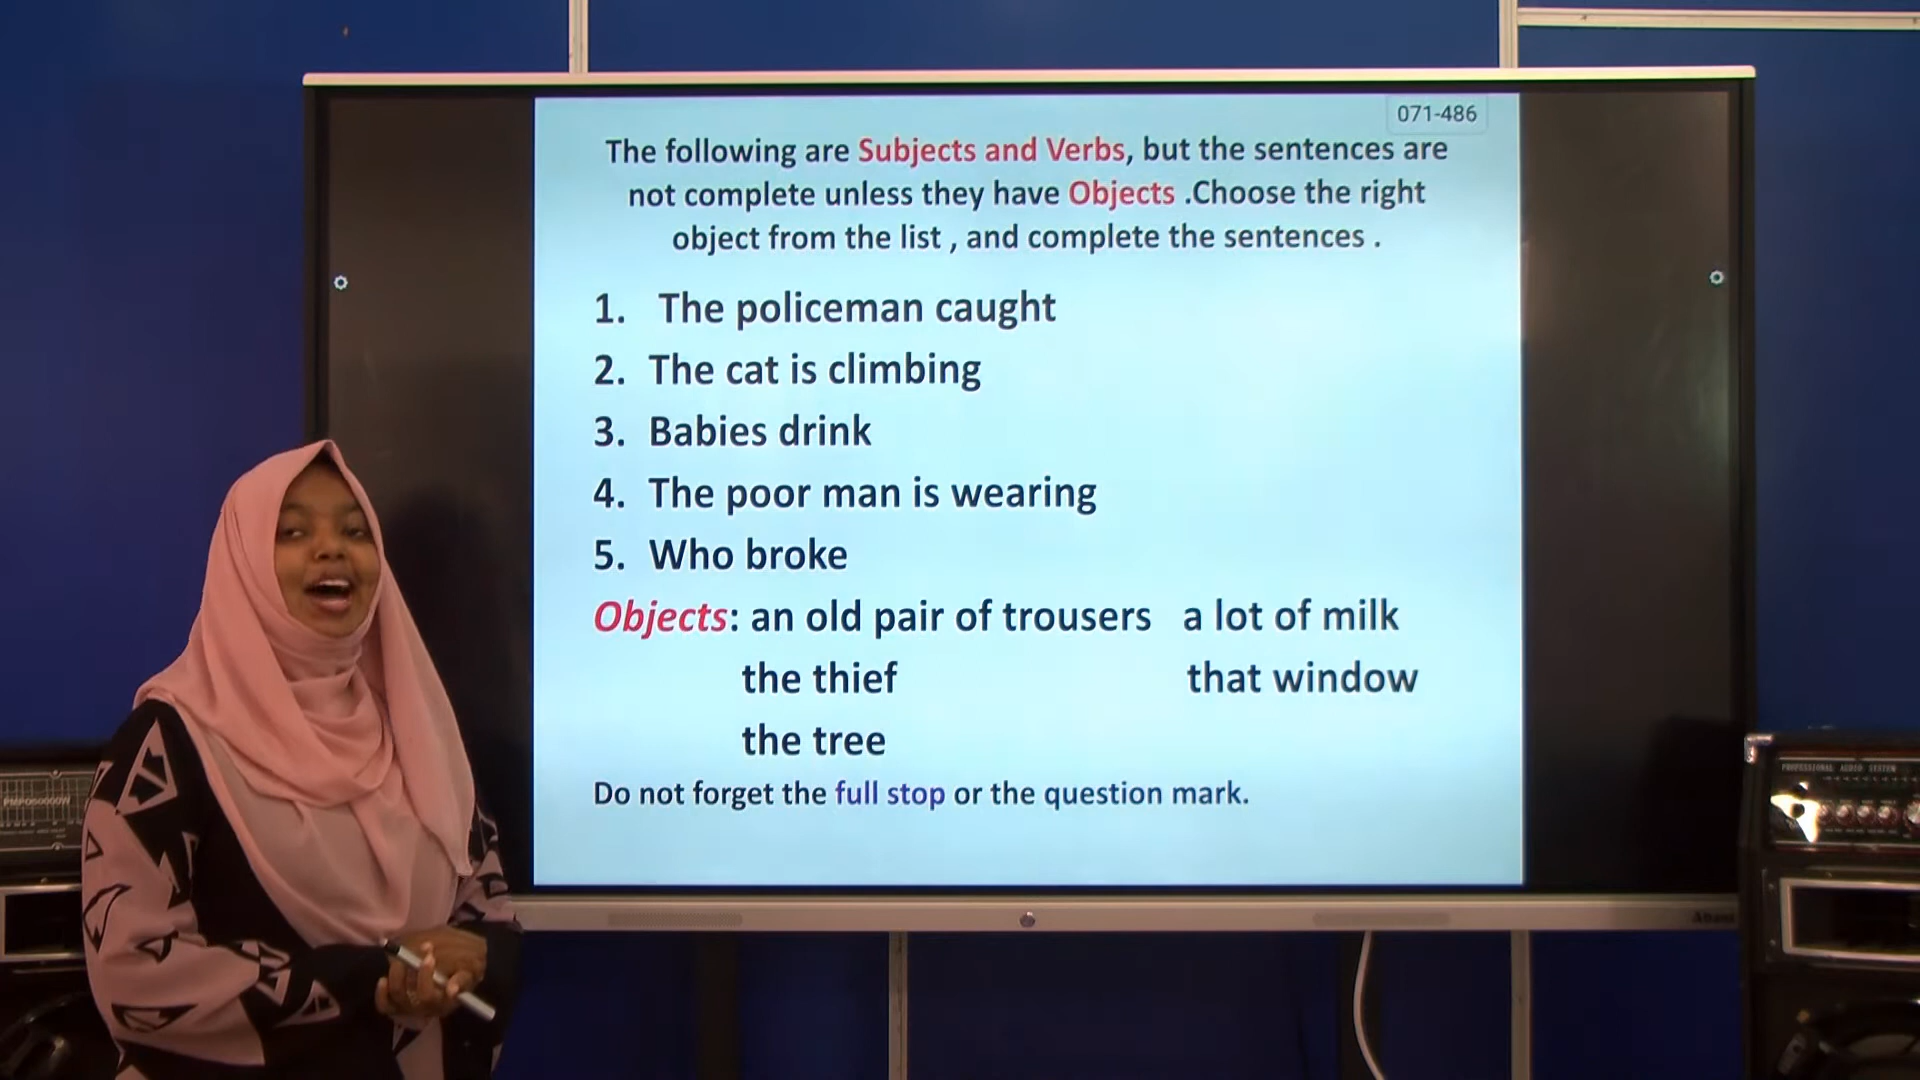 071-486
The following are Subjects and Verbs, but the sentences are
not complete unless they have Objects .Choose the right
object from the list , and complete the sentences .
1. The policeman caught
2. The cat is climbing
3. Babies drink
4. The poor man is wearing
5. Who broke
Objects: an old pair of trousers a lot of milk
the thief that window
the tree
Do not forget the full stop or the question mark.
PROFESSIONAL AUDIO SYSTEM